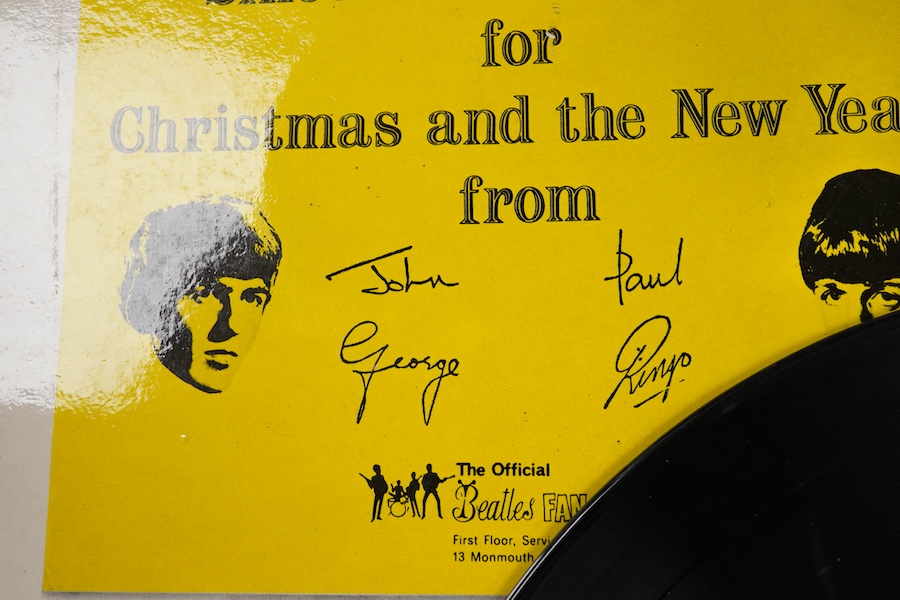 for
Christmas and the New Yea
from
John Paul
George Ringo
The Official
Beatles FAN
First Floor, Servi
13 Monmouth